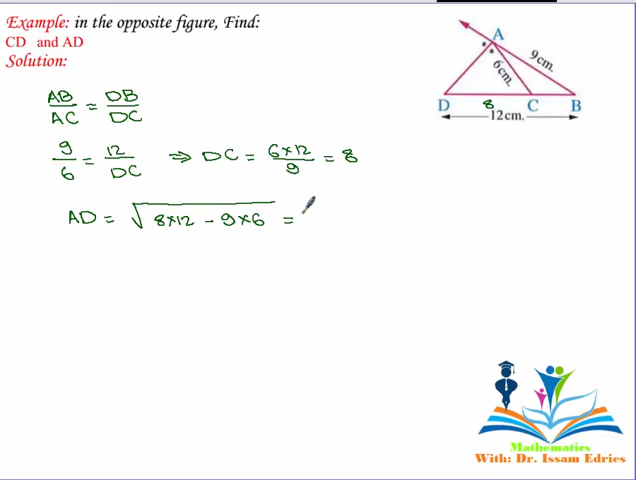 Example: in the opposite figure, Find:
CD and AD
Solution:
AB/AC = DB/DC
9/6 = 12/DC ⇒ DC = 6×12/9 = 8
AD = √(8×12 - 9×6) =
A
9cm.
6cm.
D 8 C B
12cm.
Mathematics
With: Dr. Issam Edries